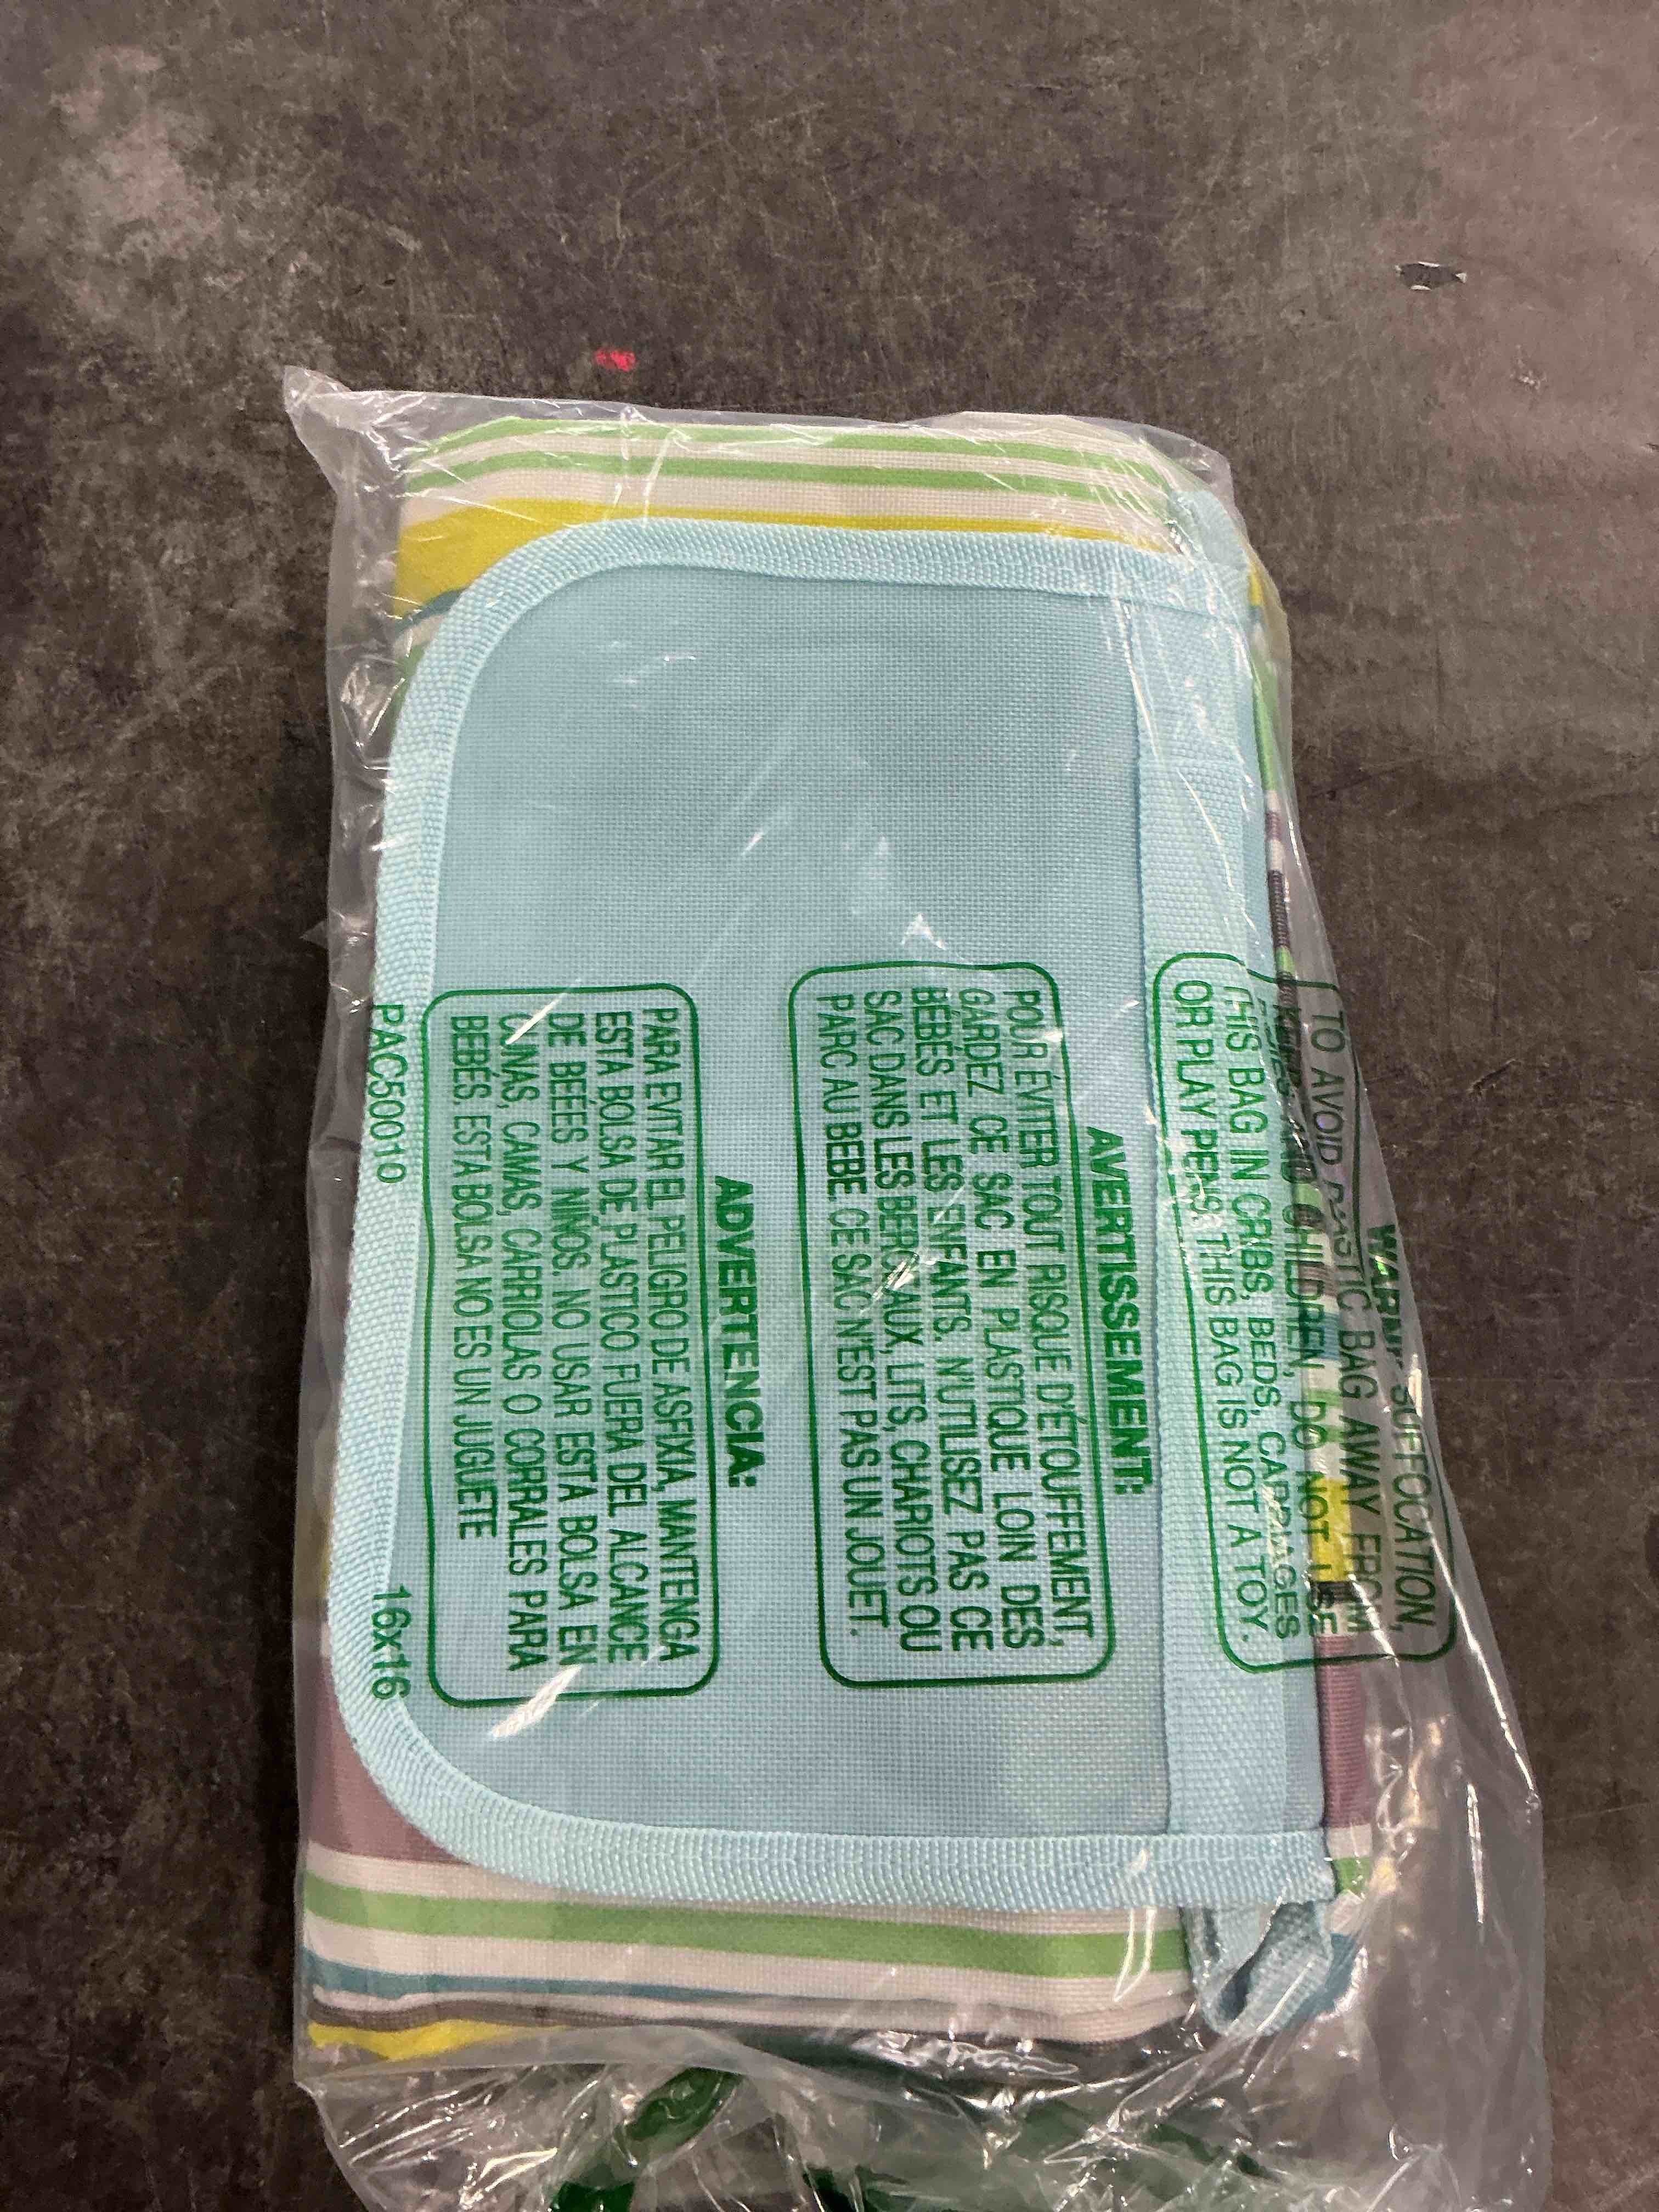 WARNING:
TO AVOID SUFFOCATION,
PLASTIC BAG AWAY FROM
AND CHILDREN, DO NOT USE
THIS BAG IN CRIBS, BEDS, CARRIAGES
OR PLAY PENS. THIS BAG IS NOT A TOY.
AVERTISSEMENT:
POUR ÉVITER TOUT RISQUE D'ÉTOUFFEMENT,
GARDEZ CE SAC EN PLASTIQUE LOIN DES
BÉBÉS ET LES ENFANTS. N'UTILISEZ PAS CE
SAC DANS LES BERCEAUX, LITS, CHARIOTS OU
PARC AU BEBE CE SAC N'EST PAS UN JOUET.
ADVERTENCIA:
PARA EVITAR EL PELIGRO DE ASFIXIA, MANTENGA
ESTA BOLSA DE PLASTICO FUERA DEL ALCANCE
DE BEÉES Y NIÑOS. NO USAR ESTA BOLSA EN
CUNAS, CAMAS, CARRIOLAS O CORRALES PARA
BEBÉS. ESTA BOLSA NO ES UN JUGUETE
PAC500010 16x16